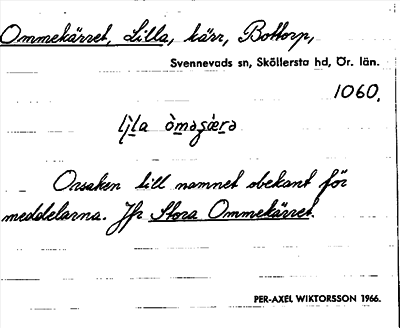 Ommekärret, Lilla, kärr, Bottorp,
Svennevads sn, Sköllersta hd, Ör. län.
1060.
Orsaken till namnet obekant för
meddelarna. Jfr Stora Ommekärret.
PER-AXEL WIKTORSSON 1966.